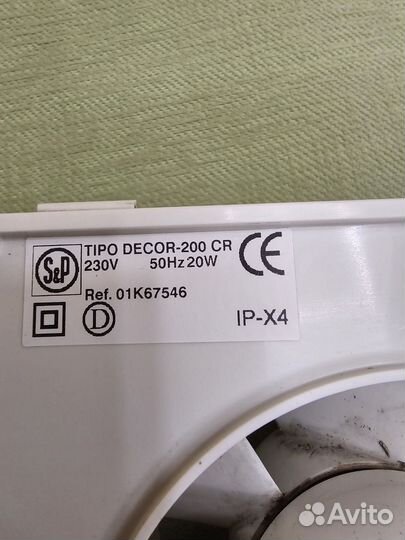 S&P
TIPO DECOR-200 CR
230V 50Hz 20W
CE
Ref. 01K67546
D
IP-X4
Avito